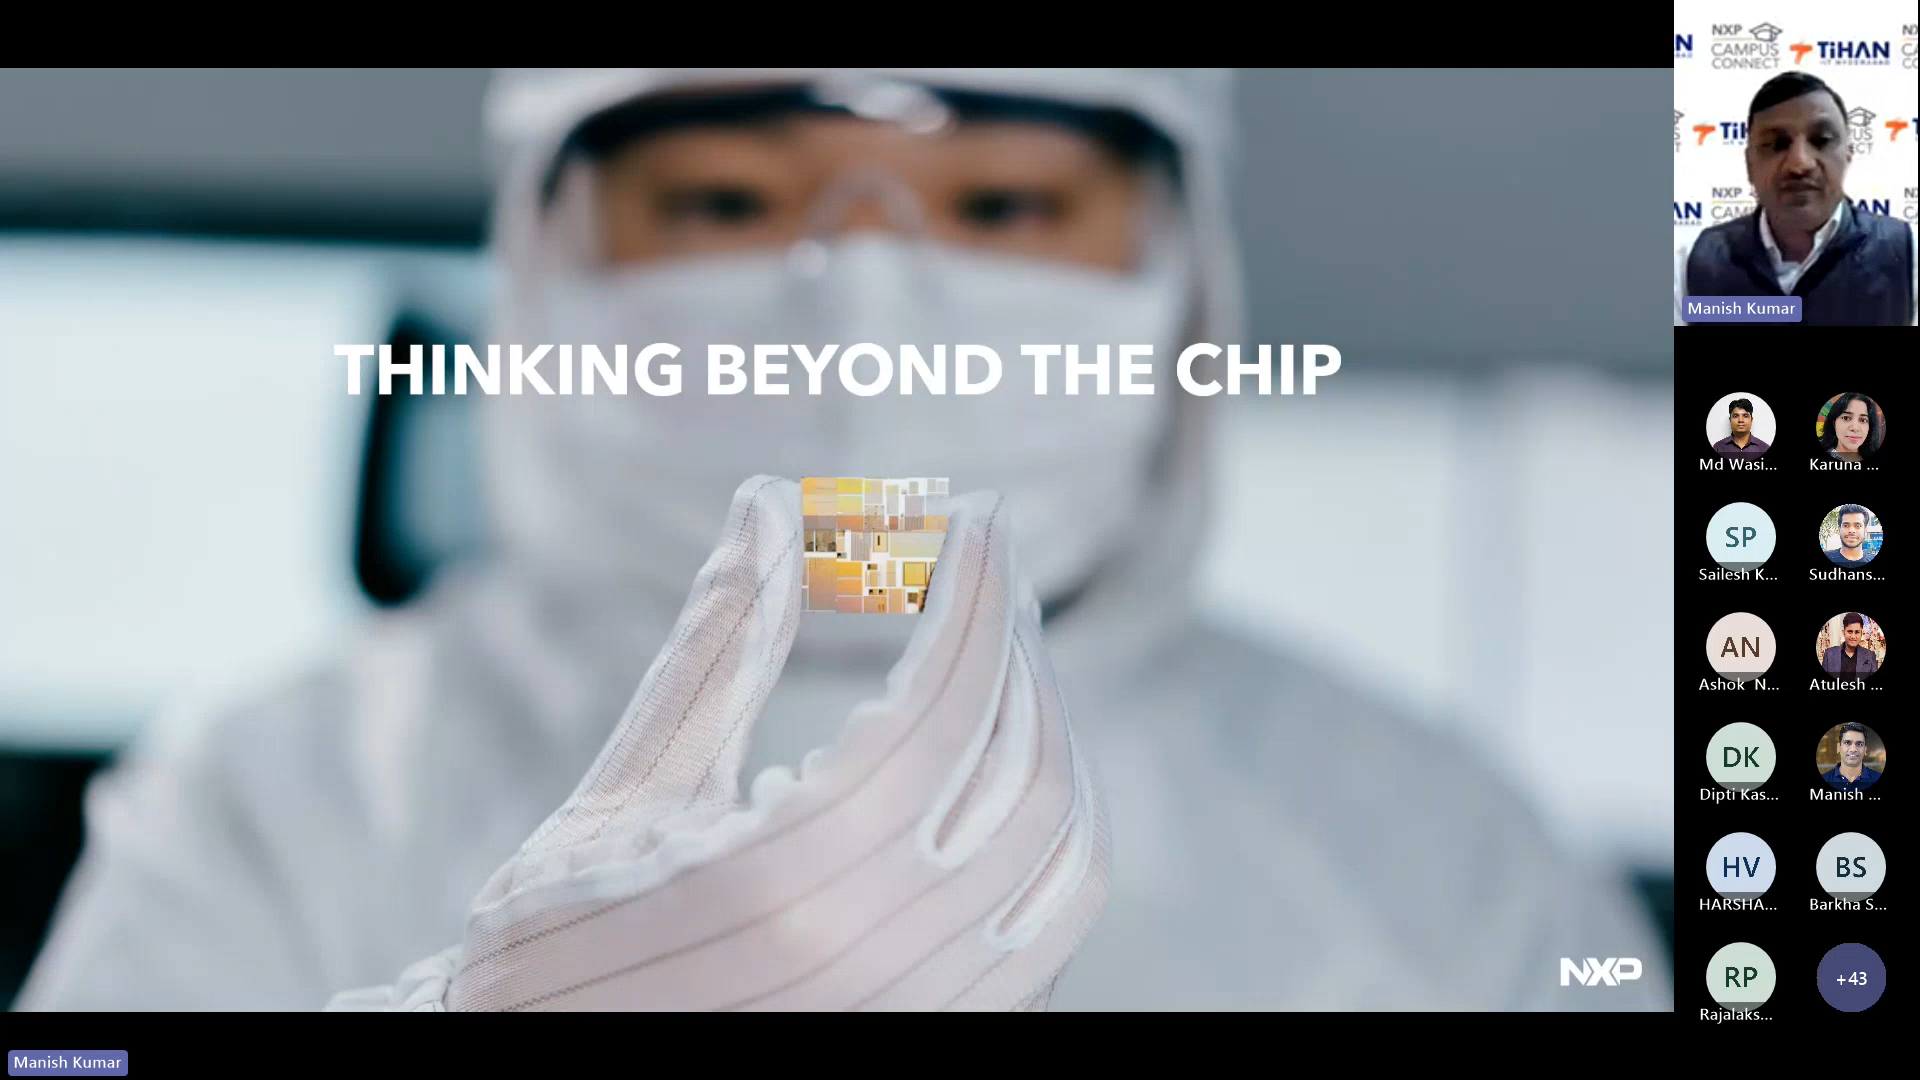 THINKING BEYOND THE CHIP
NXP
Manish Kumar
NXP
CAMPUS
CONNECT
TiHAN
Manish Kumar
Md Wasi...
Karuna ...
SP
Sailesh K...
Sudhans...
AN
Ashok N...
Atulesh ...
DK
Dipti Kas...
Manish ...
HV
HARSHA...
BS
Barkha S...
RP
Rajalaks...
+43